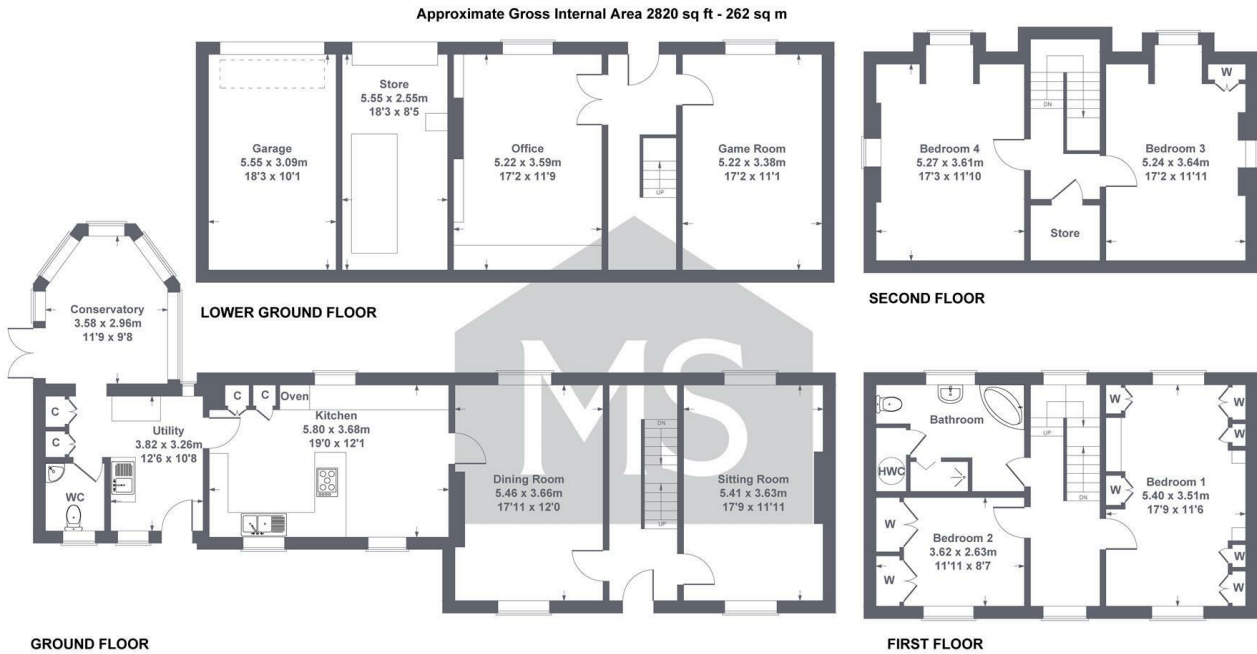 Approximate Gross Internal Area 2820 sq ft - 262 sq m
Garage
5.55 x 3.09m
18'3 x 10'1
Store
5.55 x 2.55m
18'3 x 8'5
Office
5.22 x 3.59m
17'2 x 11'9
UP
Game Room
5.22 x 3.38m
17'2 x 11'1
LOWER GROUND FLOOR
Bedroom 4
5.27 x 3.61m
17'3 x 11'10
DN
Store
Bedroom 3
5.24 x 3.64m
17'2 x 11'11
W
SECOND FLOOR
Conservatory
3.58 x 2.96m
11'9 x 9'8
C
C
Utility
3.82 x 3.26m
12'6 x 10'8
WC
C
C
Oven
Kitchen
5.80 x 3.68m
19'0 x 12'1
Dining Room
5.46 x 3.66m
17'11 x 12'0
DN
UP
Sitting Room
5.41 x 3.63m
17'9 x 11'11
MS
GROUND FLOOR
Bathroom
HWC
UP
DN
W
W
W
W
Bedroom 1
5.40 x 3.51m
17'9 x 11'6
W
W
Bedroom 2
3.62 x 2.63m
11'11 x 8'7
W
W
FIRST FLOOR